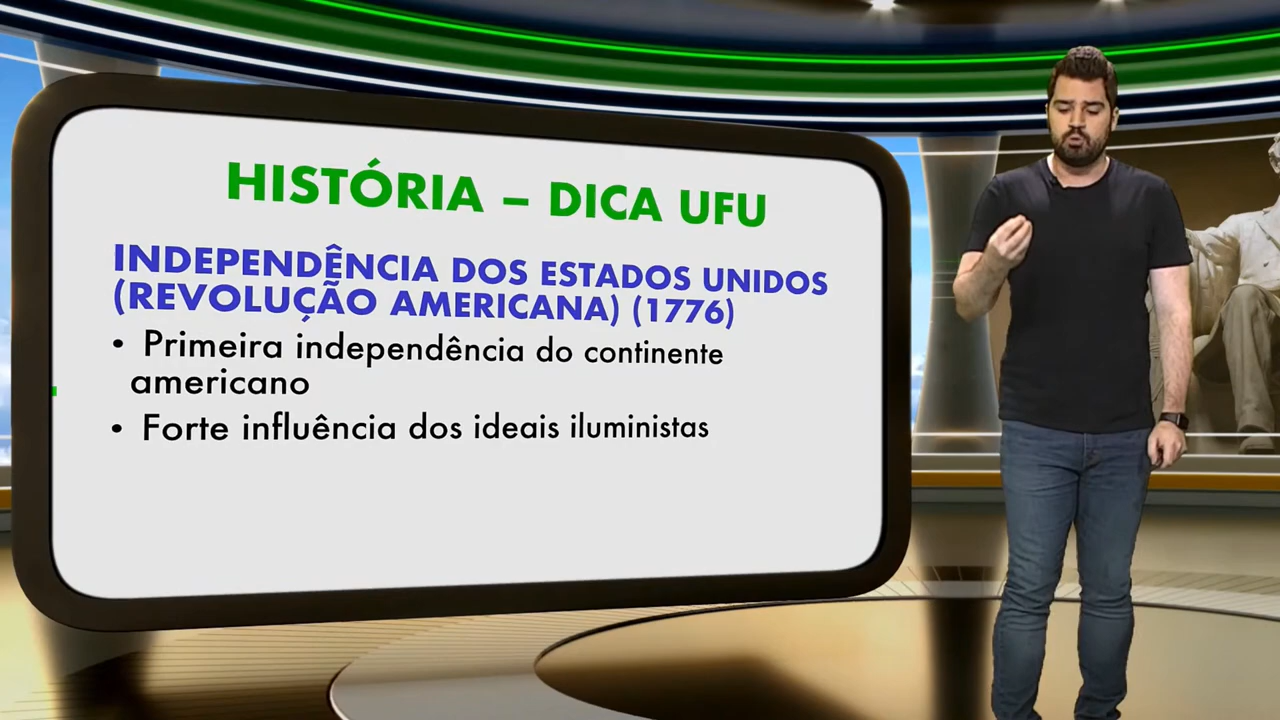 HISTÓRIA – DICA UFU
INDEPENDÊNCIA DOS ESTADOS UNIDOS
(REVOLUÇÃO AMERICANA) (1776)
• Primeira independência do continente
americano
• Forte influência dos ideais iluministas